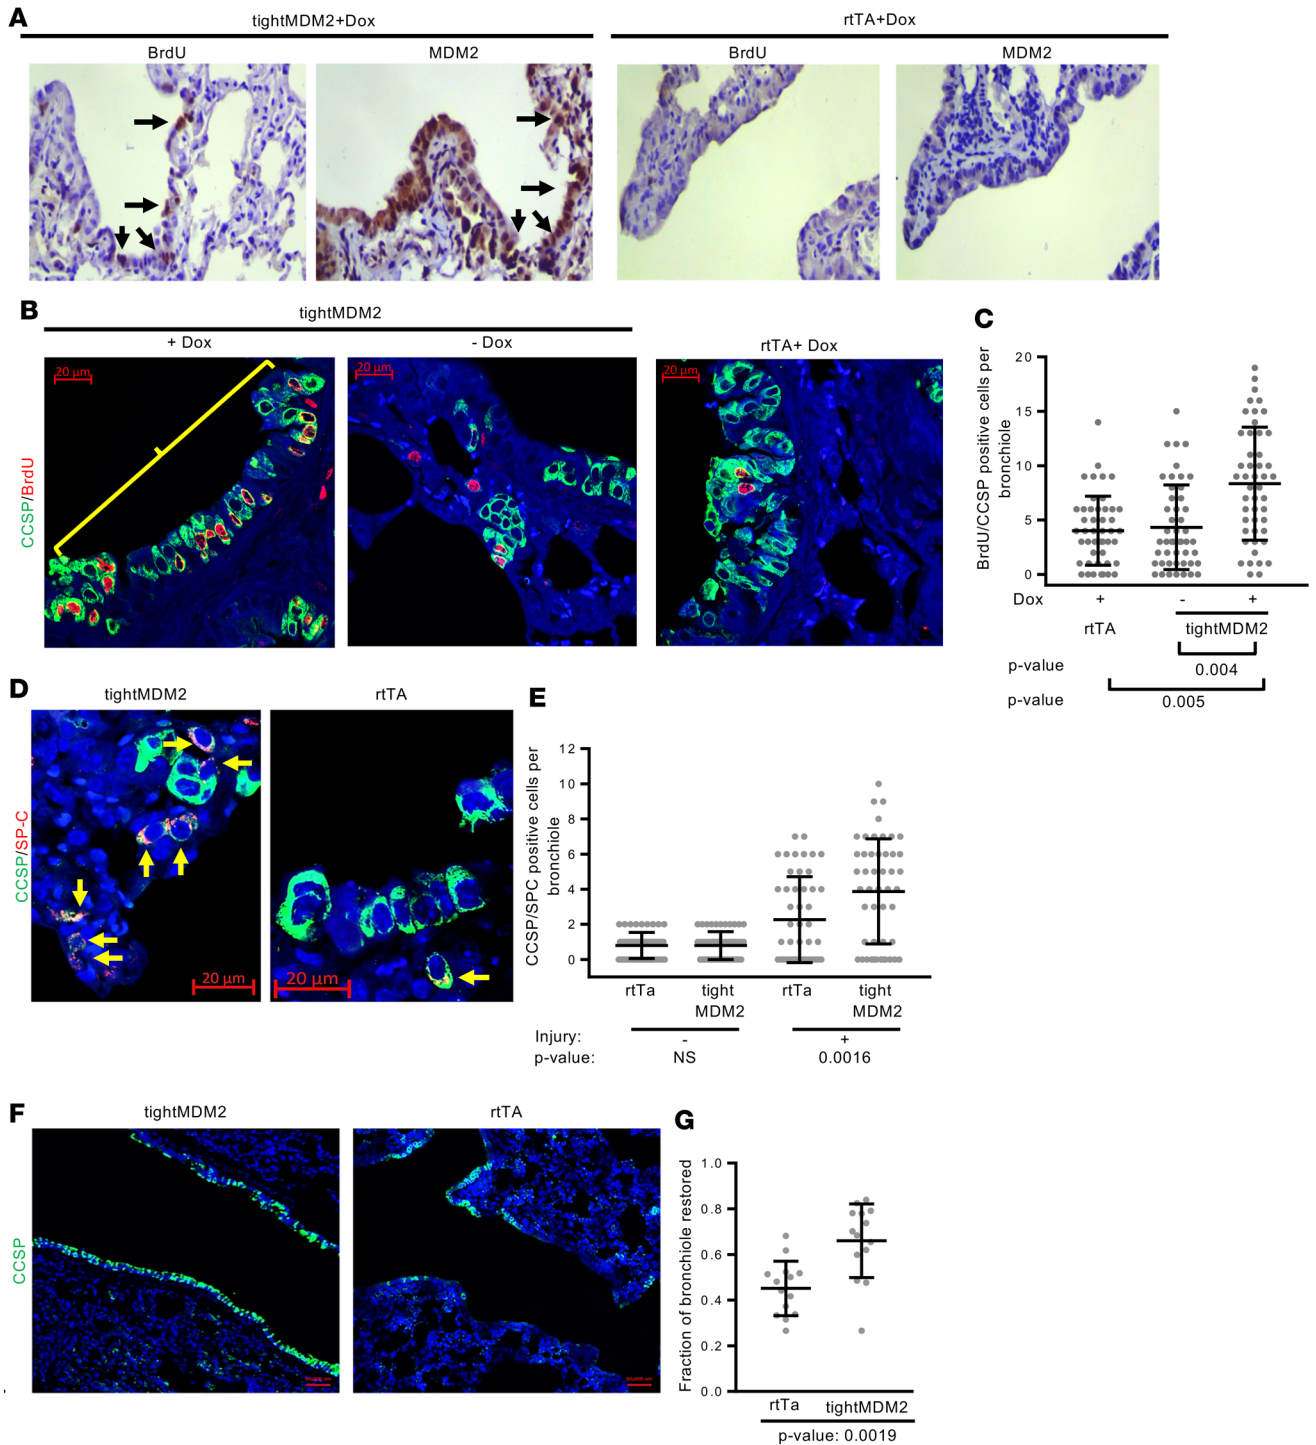 A
tightMDM2+Dox
rtTA+Dox
BrdU
MDM2
BrdU
MDM2
B
tightMDM2
+ Dox
- Dox
rtTA+ Dox
CCSP/BrdU
20 µm
20 µm
20 µm
C
BrdU/CCSP positive cells per
bronchiole
20
15
10
5
0
Dox
+
-
+
rtTA
tightMDM2
p-value
0.004
p-value
0.005
D
tightMDM2
rtTA
CCSP/SP-C
20 µm
20 µm
E
CCSP/SPC positive cells per
bronchiole
12
10
8
6
4
2
0
rtTa
tight
MDM2
rtTa
tight
MDM2
Injury:
-
+
p-value:
NS
0.0016
F
tightMDM2
rtTA
CCSP
G
Fraction of bronchiole restored
1.0
0.8
0.6
0.4
0.2
0.0
rtTa
tightMDM2
p-value: 0.0019